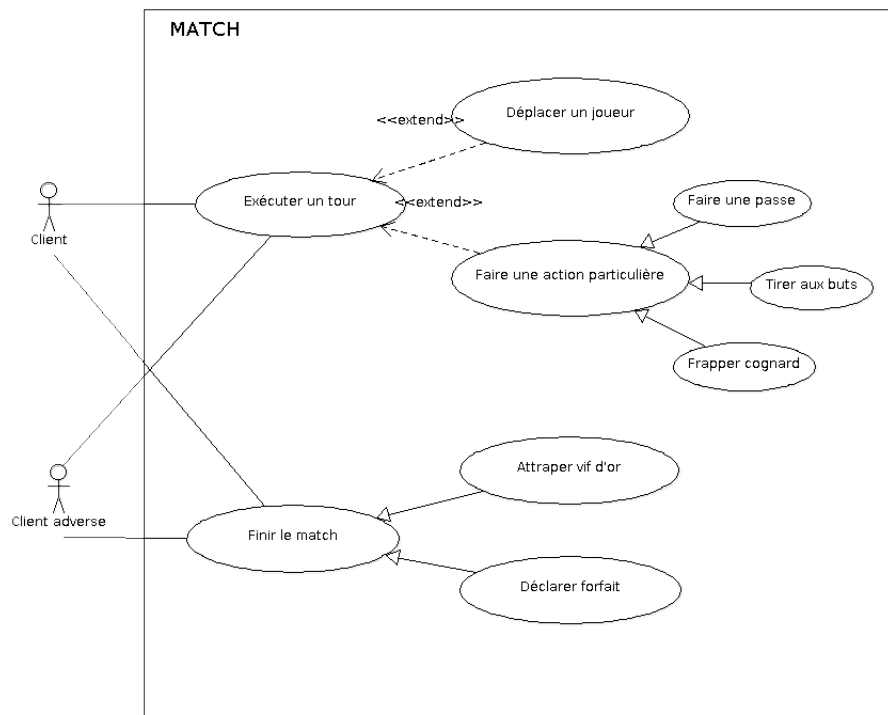 MATCH
Déplacer un joueur
<<extend>>
Exécuter un tour
<<extend>>
Faire une passe
Client
Faire une action particulière
Tirer aux buts
Frapper cognard
Attraper vif d'or
Client adverse
Finir le match
Déclarer forfait